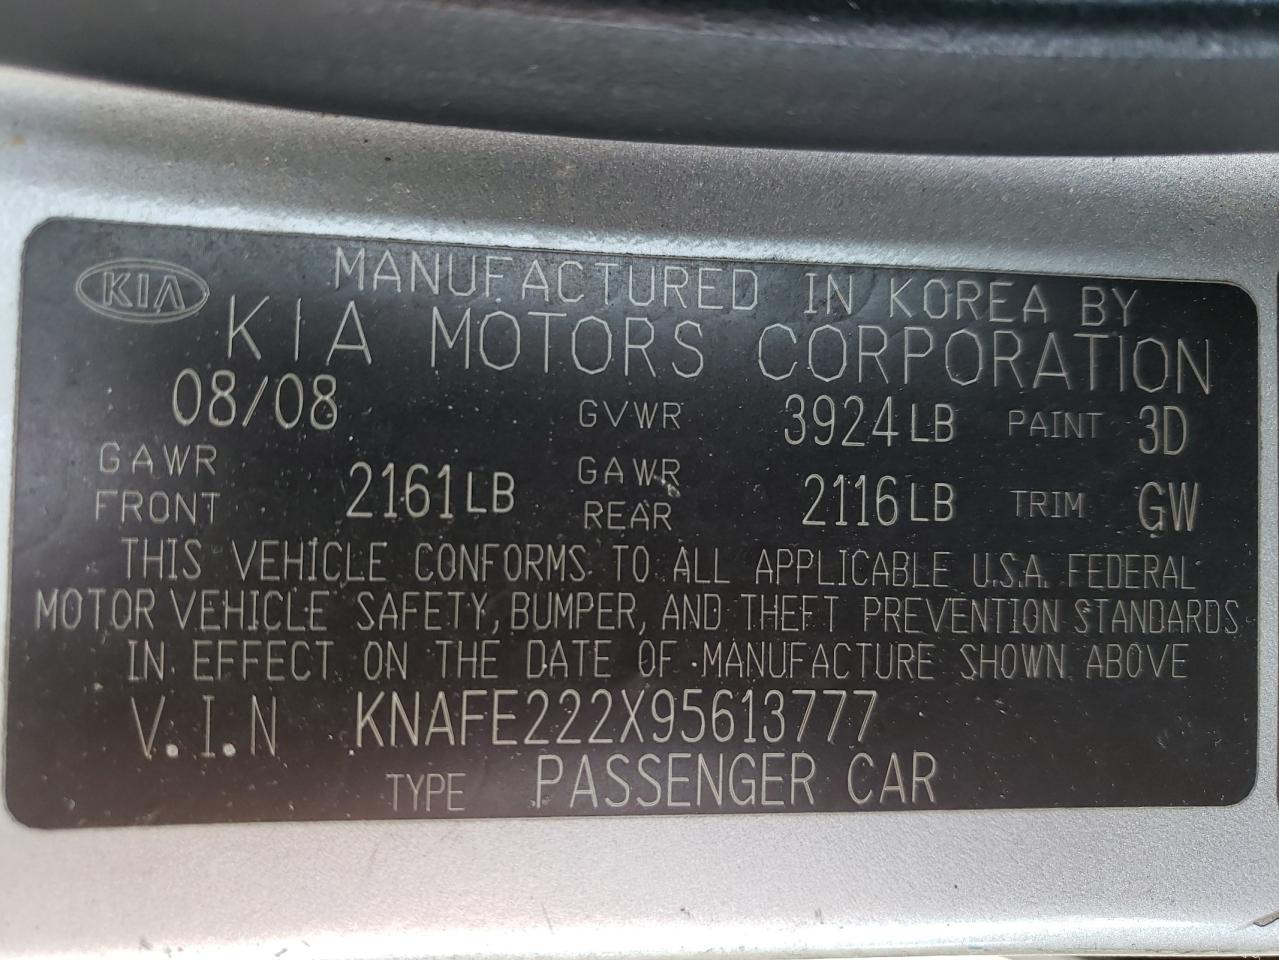 KIA MANUFACTURED IN KOREA BY
KIA MOTORS CORPORATION
08/08 GVWR 3924LB PAINT 3D
GAWR FRONT 2161LB GAWR REAR 2116LB TRIM GW
THIS VEHICLE CONFORMS TO ALL APPLICABLE U.S.A. FEDERAL
MOTOR VEHICLE SAFETY, BUMPER, AND THEFT PREVENTION STANDARDS
IN EFFECT ON THE DATE OF MANUFACTURE SHOWN ABOVE
V.I.N KNAFE222X95613777
TYPE PASSENGER CAR